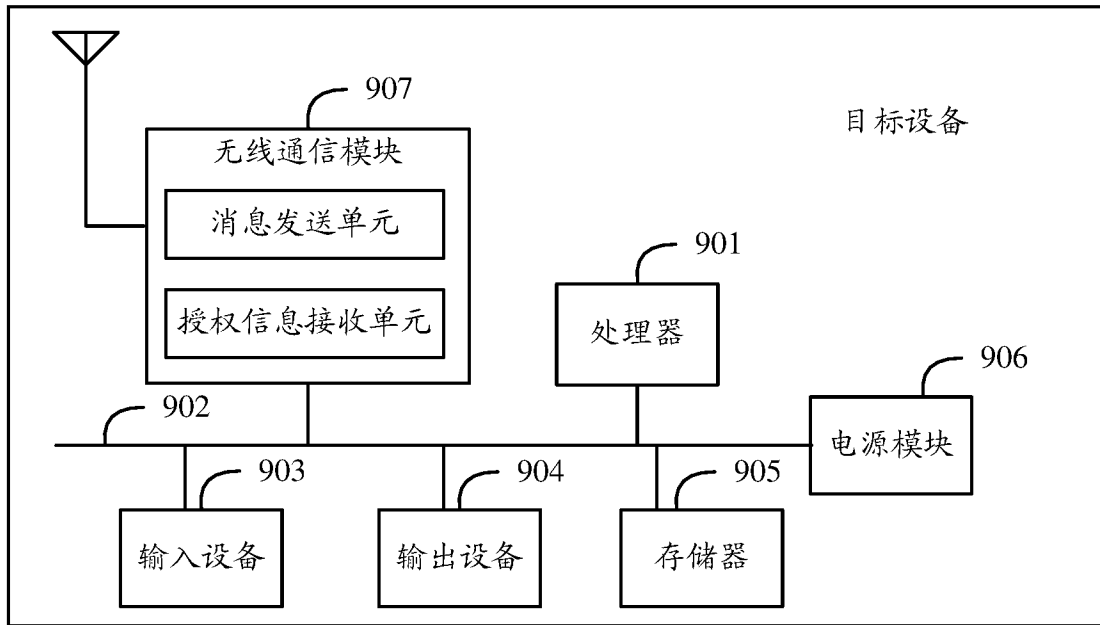 907
目标设备
无线通信模块
消息发送单元
901
授权信息接收单元
处理器
906
902
电源模块
903
904
905
输入设备
输出设备
存储器